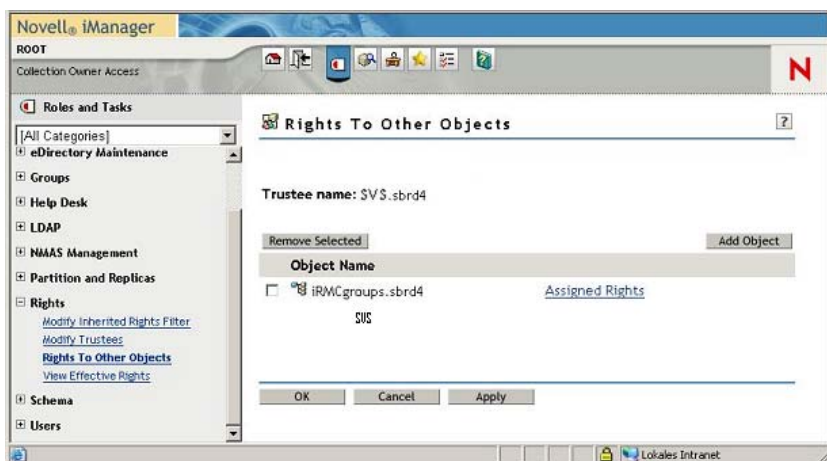 Novell® iManager
ROOT
Collection Owner Access
N
Roles and Tasks
[All Categories]
eDirectory Maintenance
Groups
Help Desk
LDAP
NMAS Management
Partition and Replicas
Rights
Modify Inherited Rights Filter
Modify Trustees
Rights To Other Objects
View Effective Rights
Schema
Users
Rights To Other Objects
?
Trustee name: SVS.sbrd4
Remove Selected
Add Object
Object Name
iRMCgroups.sbrd4
Assigned Rights
SVS
OK
Cancel
Apply
Lokales Intranet